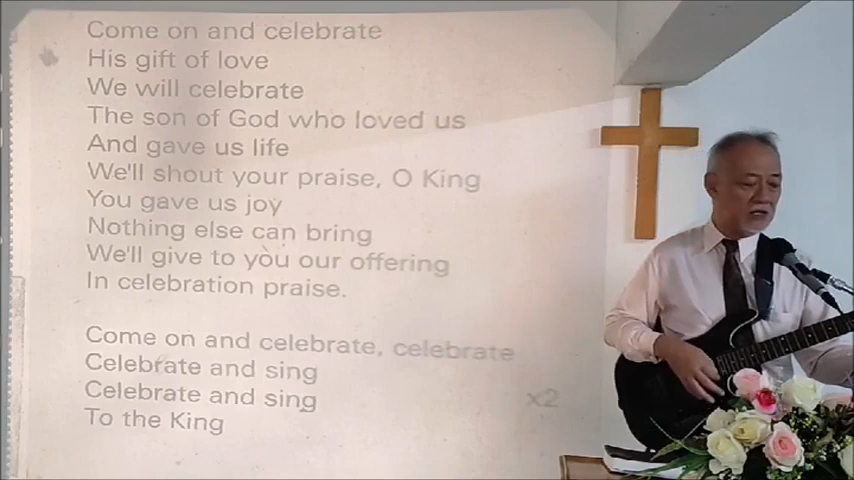 Come on and celebrate
His gift of love
We will celebrate
The son of God who loved us
And gave us life
We'll shout your praise, O King
You gave us joy
Nothing else can bring
We'll give to you our offering
In celebration praise.
Come on and celebrate, celebrate
Celebrate and sing
Celebrate and sing x2
To the King